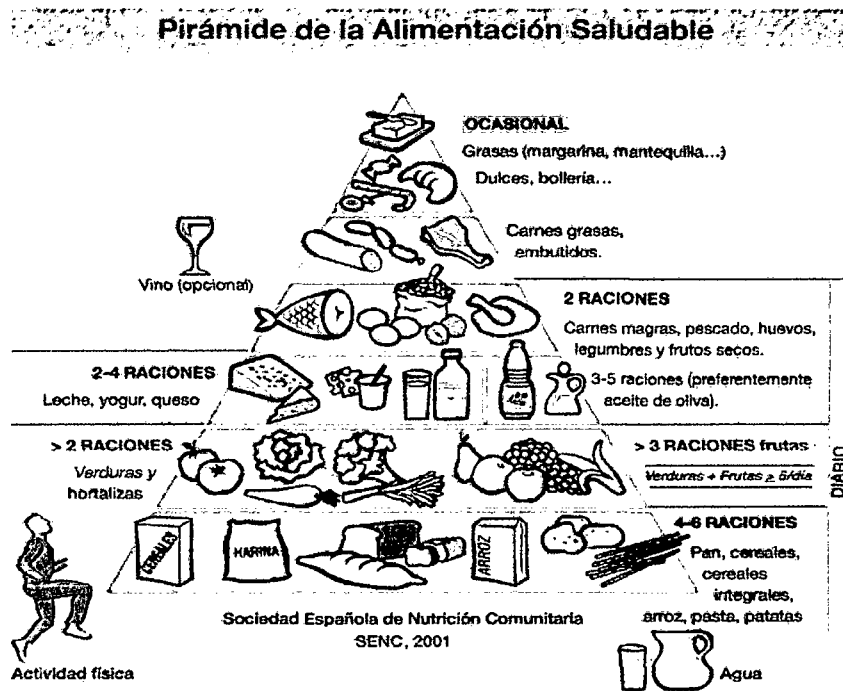 Pirámide de la Alimentación Saludable
OCASIONAL
Grasas (margarina, mantequilla...)
Dulces, bollería...
Carnes grasas,
embutidos.
Vino (opcional)
2 RACIONES
Carnes magras, pescado, huevos,
legumbres y frutos secos.
2-4 RACIONES
Leche, yogur, queso
3-5 raciones (preferentemente
aceite de oliva).
> 2 RACIONES
Verduras y
hortalizas
> 3 RACIONES frutas
Verduras + Frutas ≥ 5/día
DIÁRIO
CEREALES
HARINA
ARROZ
4-6 RACIONES
Pan, cereales,
cereales
integrales,
arroz, pasta, patatas
Sociedad Española de Nutrición Comunitaria
SENC, 2001
Actividad física
Agua